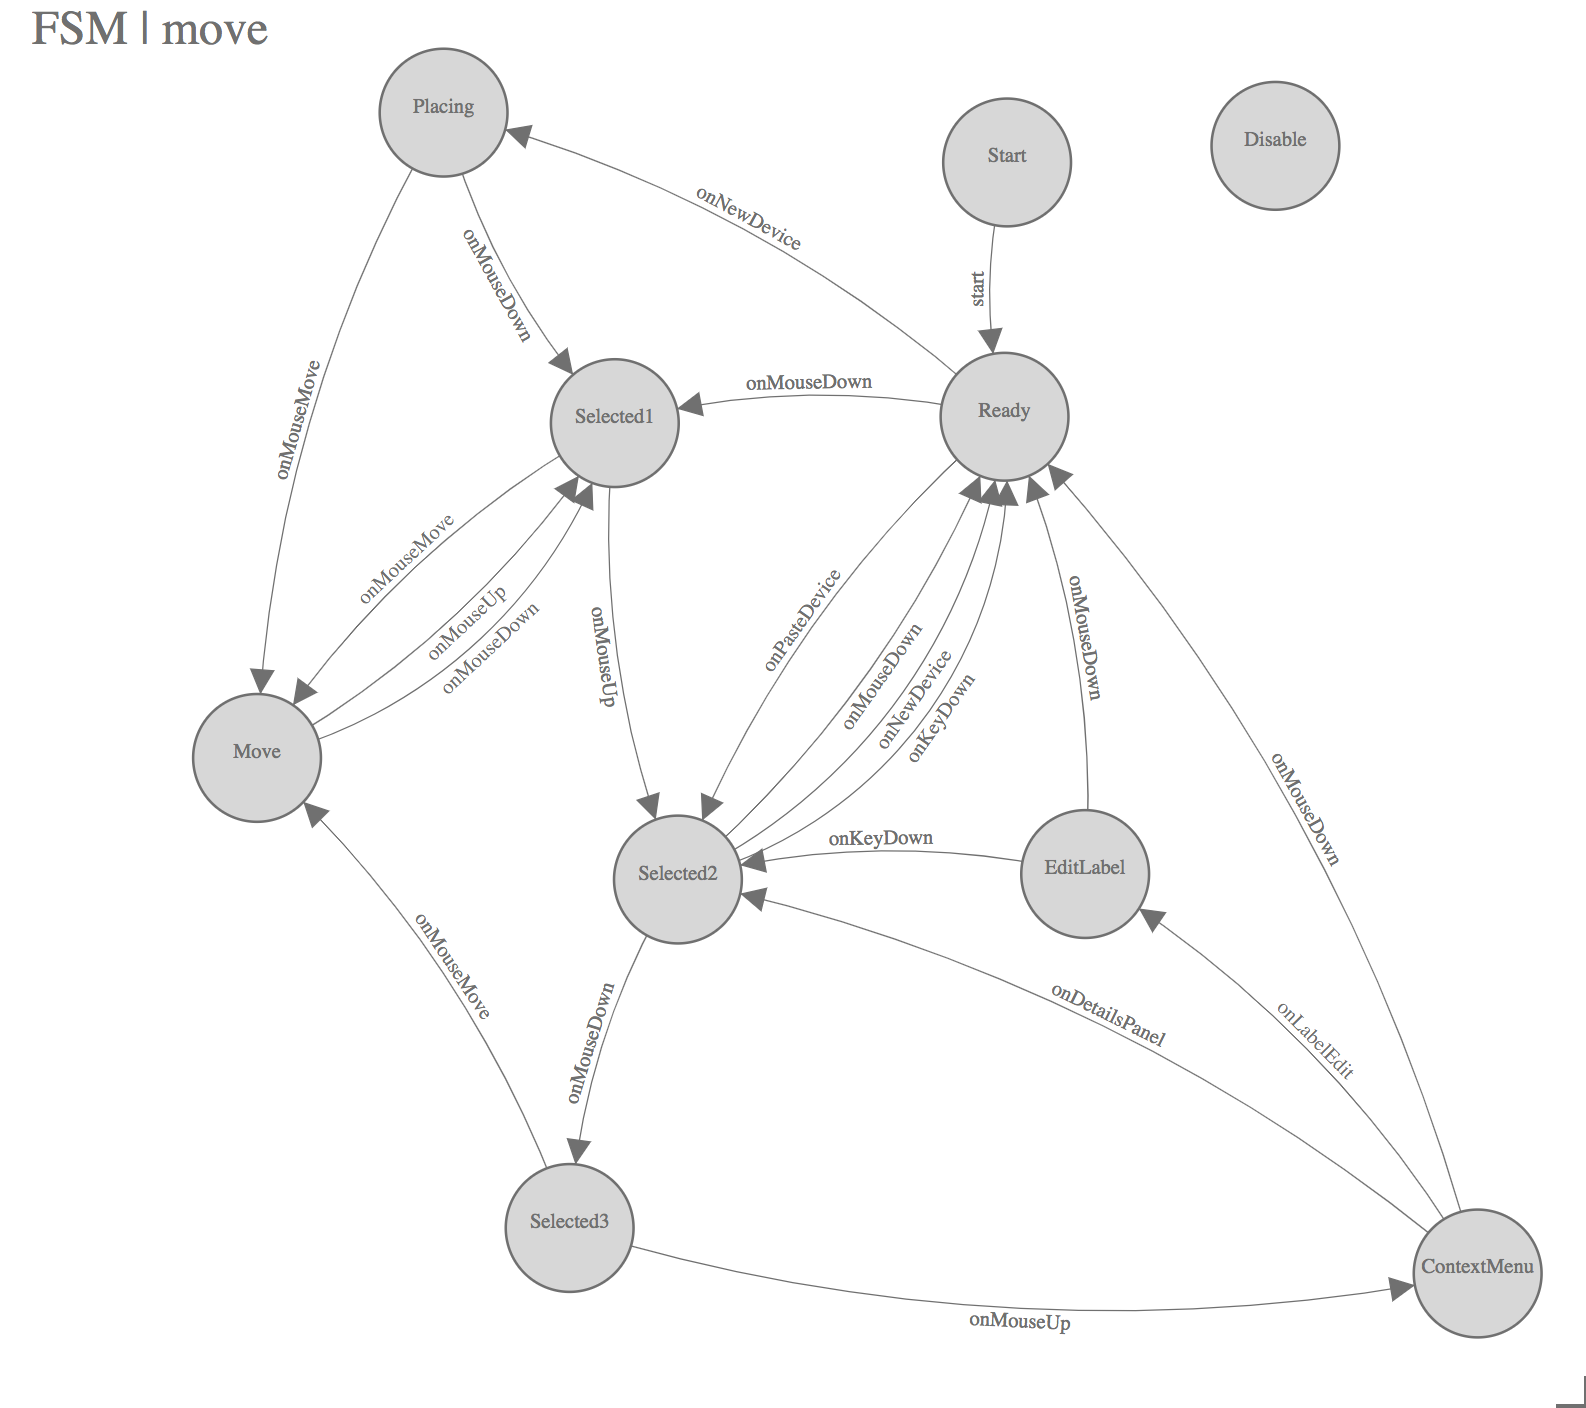 FSM | move
Placing
Start
Disable
onNewDevice
onMouseDown
start
onMouseMove
onMouseDown
Selected1
Ready
onMouseMove
onMouseUp
onMouseDown
onMouseUp
onPasteDevice
onMouseDown
onNewDevice
onKeyDown
onMouseDown
Move
onMouseDown
onKeyDown
Selected2
EditLabel
onMouseMove
onMouseDown
onDetailsPanel
onLabelEdit
Selected3
ContextMenu
onMouseUp